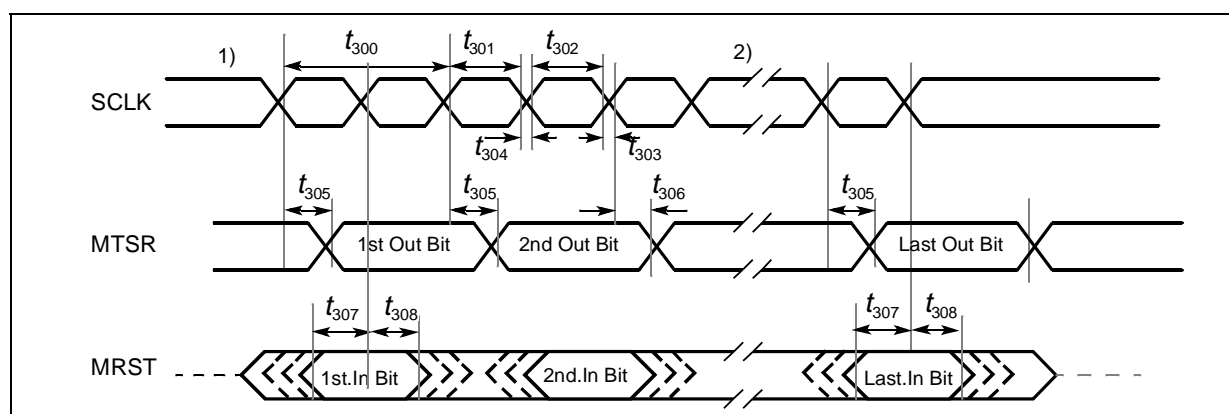 1) t300 t301 t302 2)
SCLK
t304 t303
t305 t305 t306 t305
MTSR 1st Out Bit 2nd Out Bit Last Out Bit
t307 t308 t307 t308
MRST 1st.In Bit 2nd.In Bit Last.In Bit